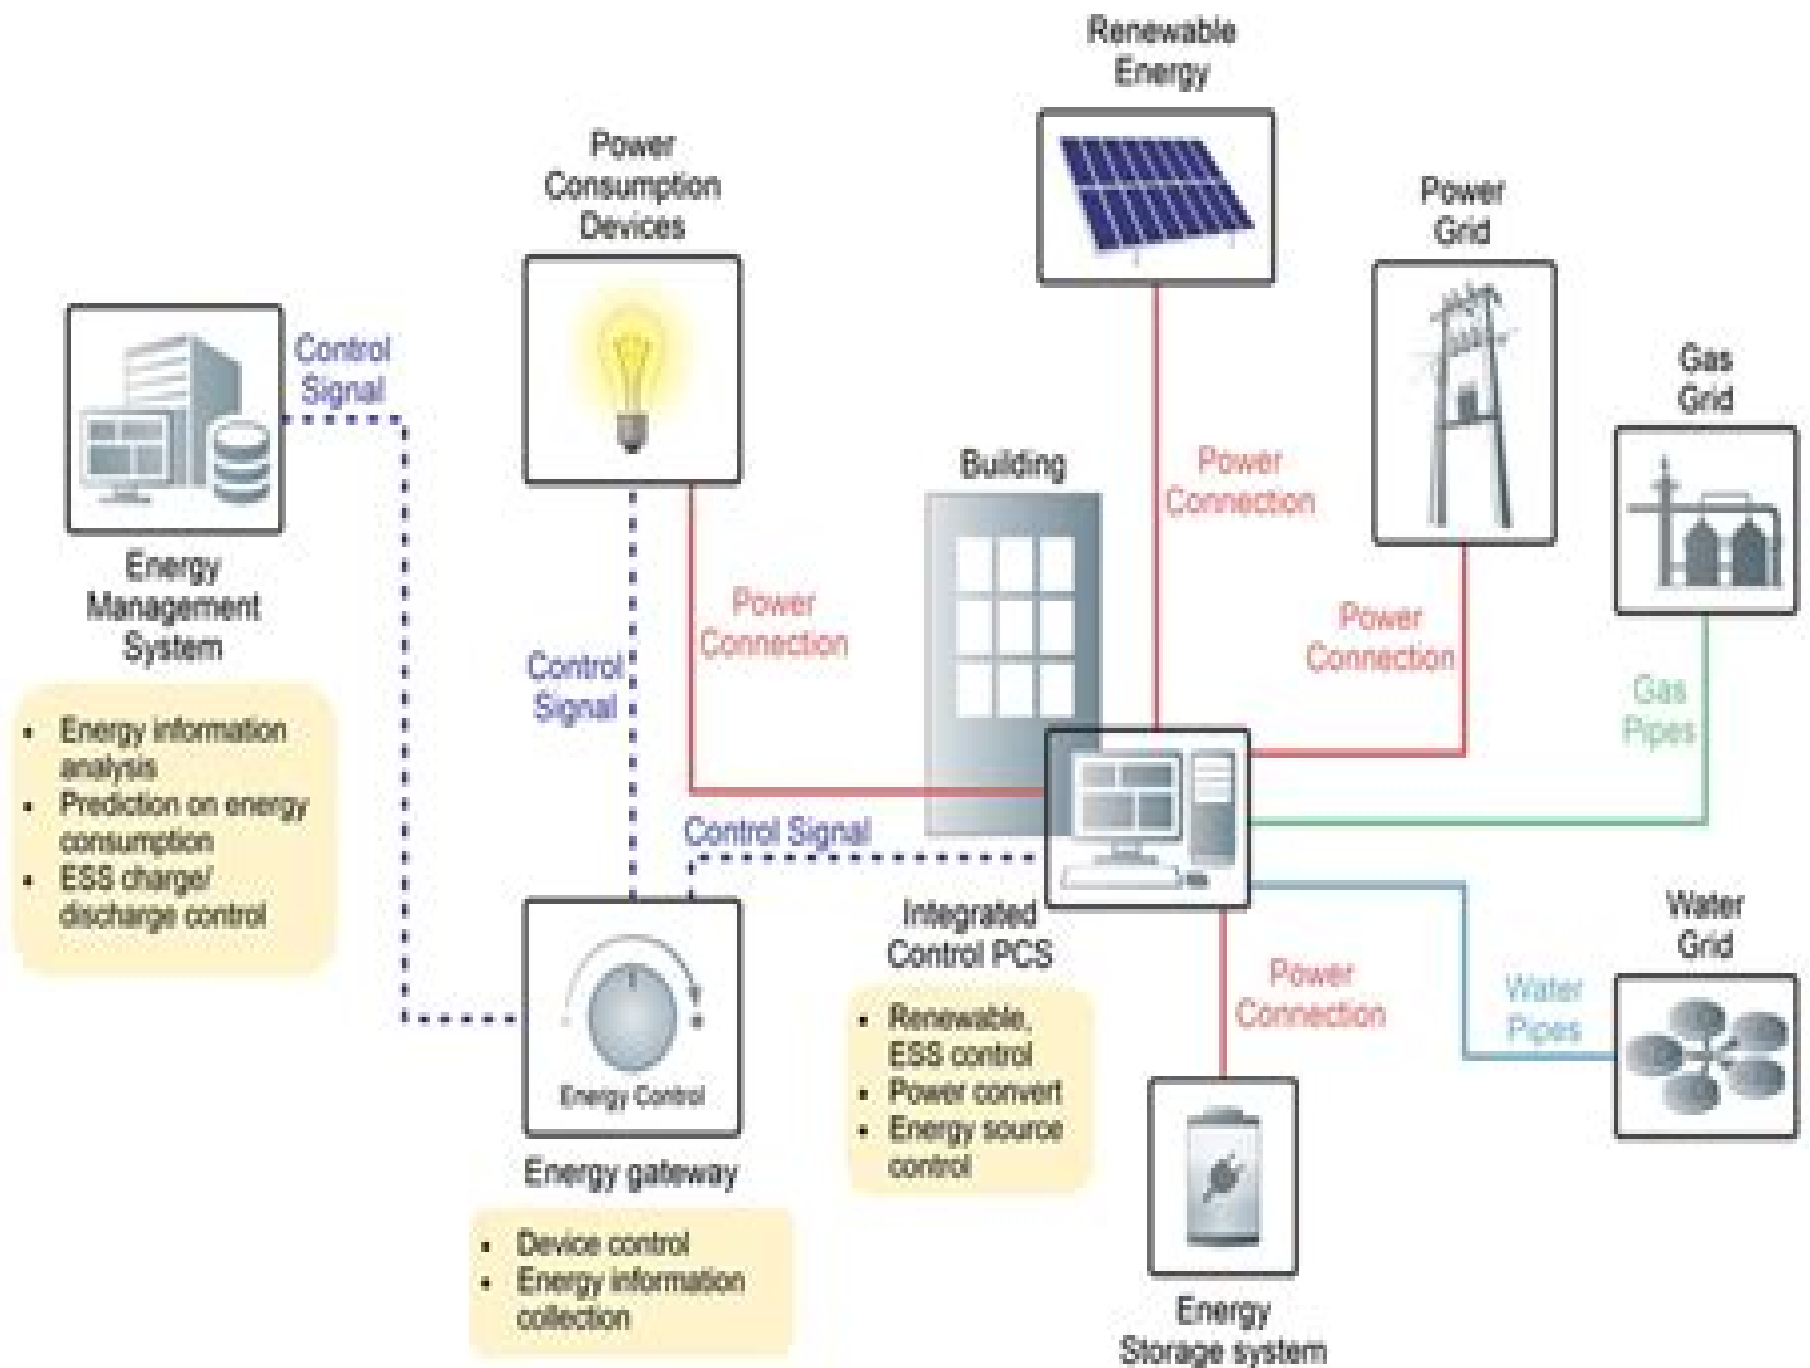 Renewable
Energy
Power
Consumption
Devices
Power
Grid
Control
Signal
Gas
Grid
Building
Power
Connection
Energy
Management
System
Power
Connection
Power
Connection
Control
Signal
Gas
Pipes
• Energy information
analysis
• Prediction on energy
consumption
• ESS charge/
discharge control
Control Signal
Integrated
Control PCS
Water
Grid
Power
Connection
Water
Pipes
• Renewable,
ESS control
• Power convert
• Energy source
control
Energy Control
Energy gateway
• Device control
• Energy information
collection
Energy
Storage system